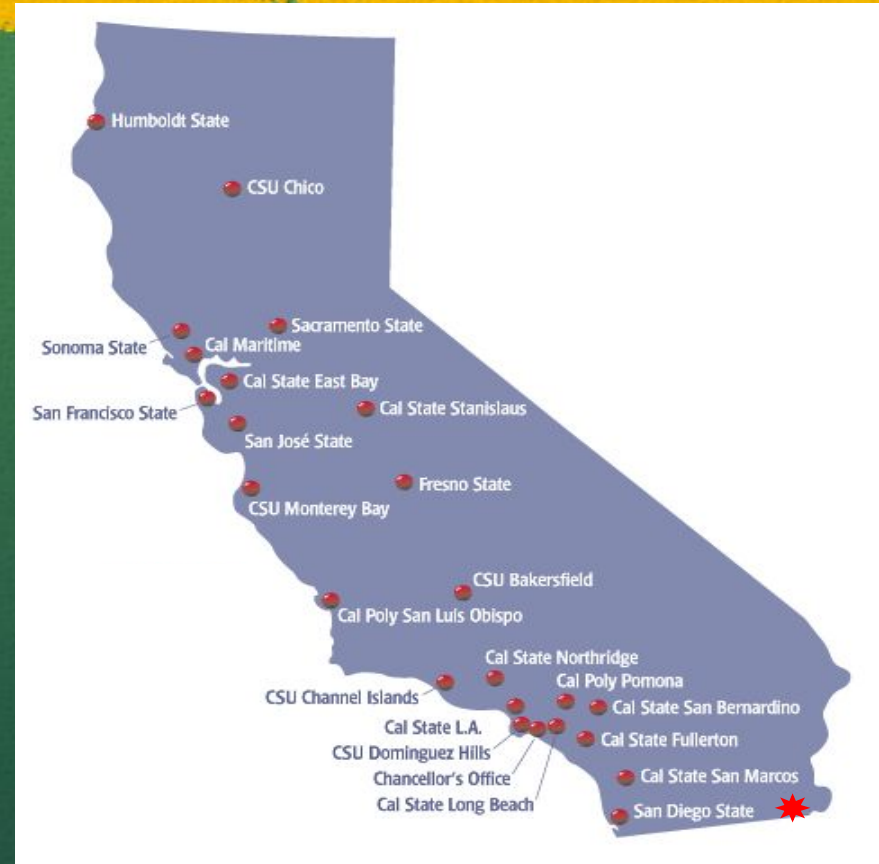 Humboldt State
CSU Chico
Sacramento State
Sonoma State
Cal Maritime
Cal State East Bay
San Francisco State
Cal State Stanislaus
San José State
Fresno State
CSU Monterey Bay
CSU Bakersfield
Cal Poly San Luis Obispo
Cal State Northridge
Cal Poly Pomona
CSU Channel Islands
Cal State San Bernardino
Cal State L.A.
Cal State Fullerton
CSU Dominguez Hills
Chancellor's Office
Cal State San Marcos
Cal State Long Beach
San Diego State